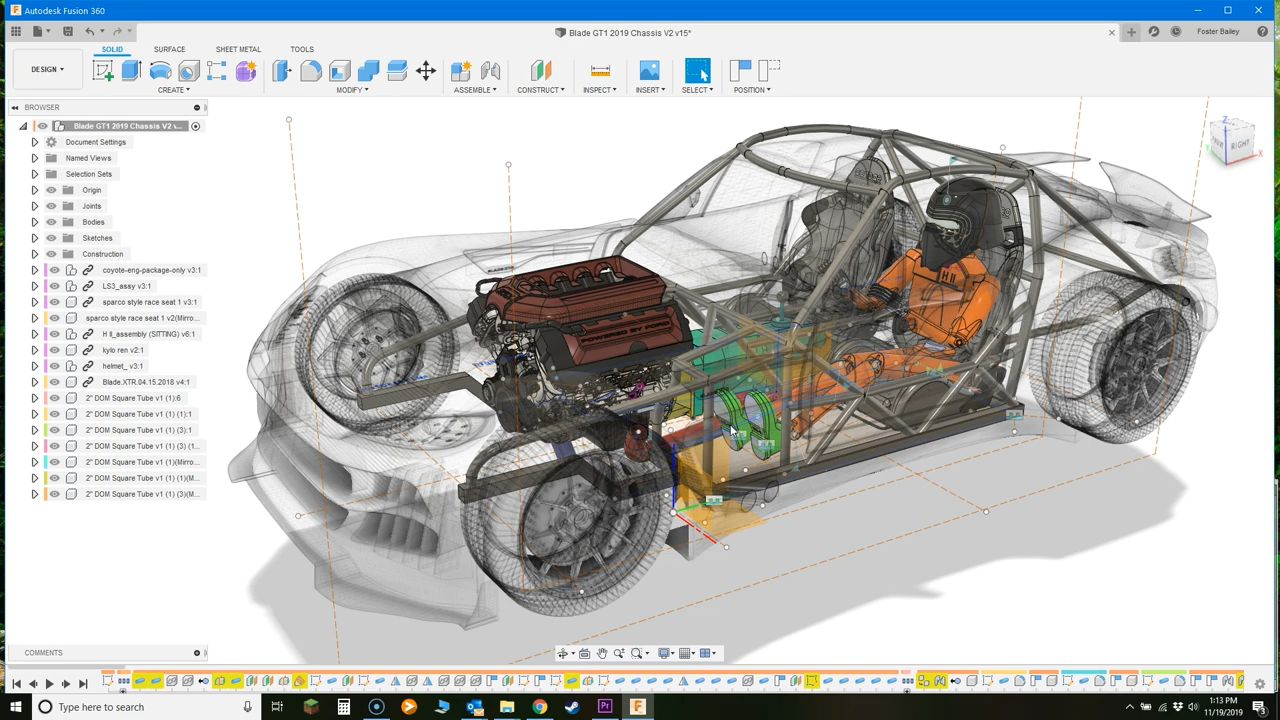 Autodesk Fusion 360
Blade GT1 2019 Chassis V2 v15*
Foster Bailey
DESIGN
SOLID SURFACE SHEET METAL TOOLS
CREATE MODIFY ASSEMBLE CONSTRUCT INSPECT INSERT SELECT POSITION
BROWSER
Blade GT1 2019 Chassis V2 v...
Document Settings
Named Views
Selection Sets
Origin
Joints
Bodies
Sketches
Construction
coyote-eng-package-only v3:1
LS3_assy v3:1
sparco style race seat 1 v3:1
sparco style race seat 1 v2(Mirro...
H II_assembly (SITTING) v6:1
kylo ren v2:1
helmet_ v3:1
Blade.XTR.04.15.2018 v4:1
2" DOM Square Tube v1 (1):6
2" DOM Square Tube v1 (1) (1):1
2" DOM Square Tube v1 (1) (3):1
2" DOM Square Tube v1 (1) (3) (1...
2" DOM Square Tube v1 (1)(Mirro...
2" DOM Square Tube v1 (1) (1)(M...
2" DOM Square Tube v1 (1) (3)(M...
Z
RIGHT
X
POWERED BY FORD
H II
COMMENTS
Type here to search
1:13 PM
11/19/2019